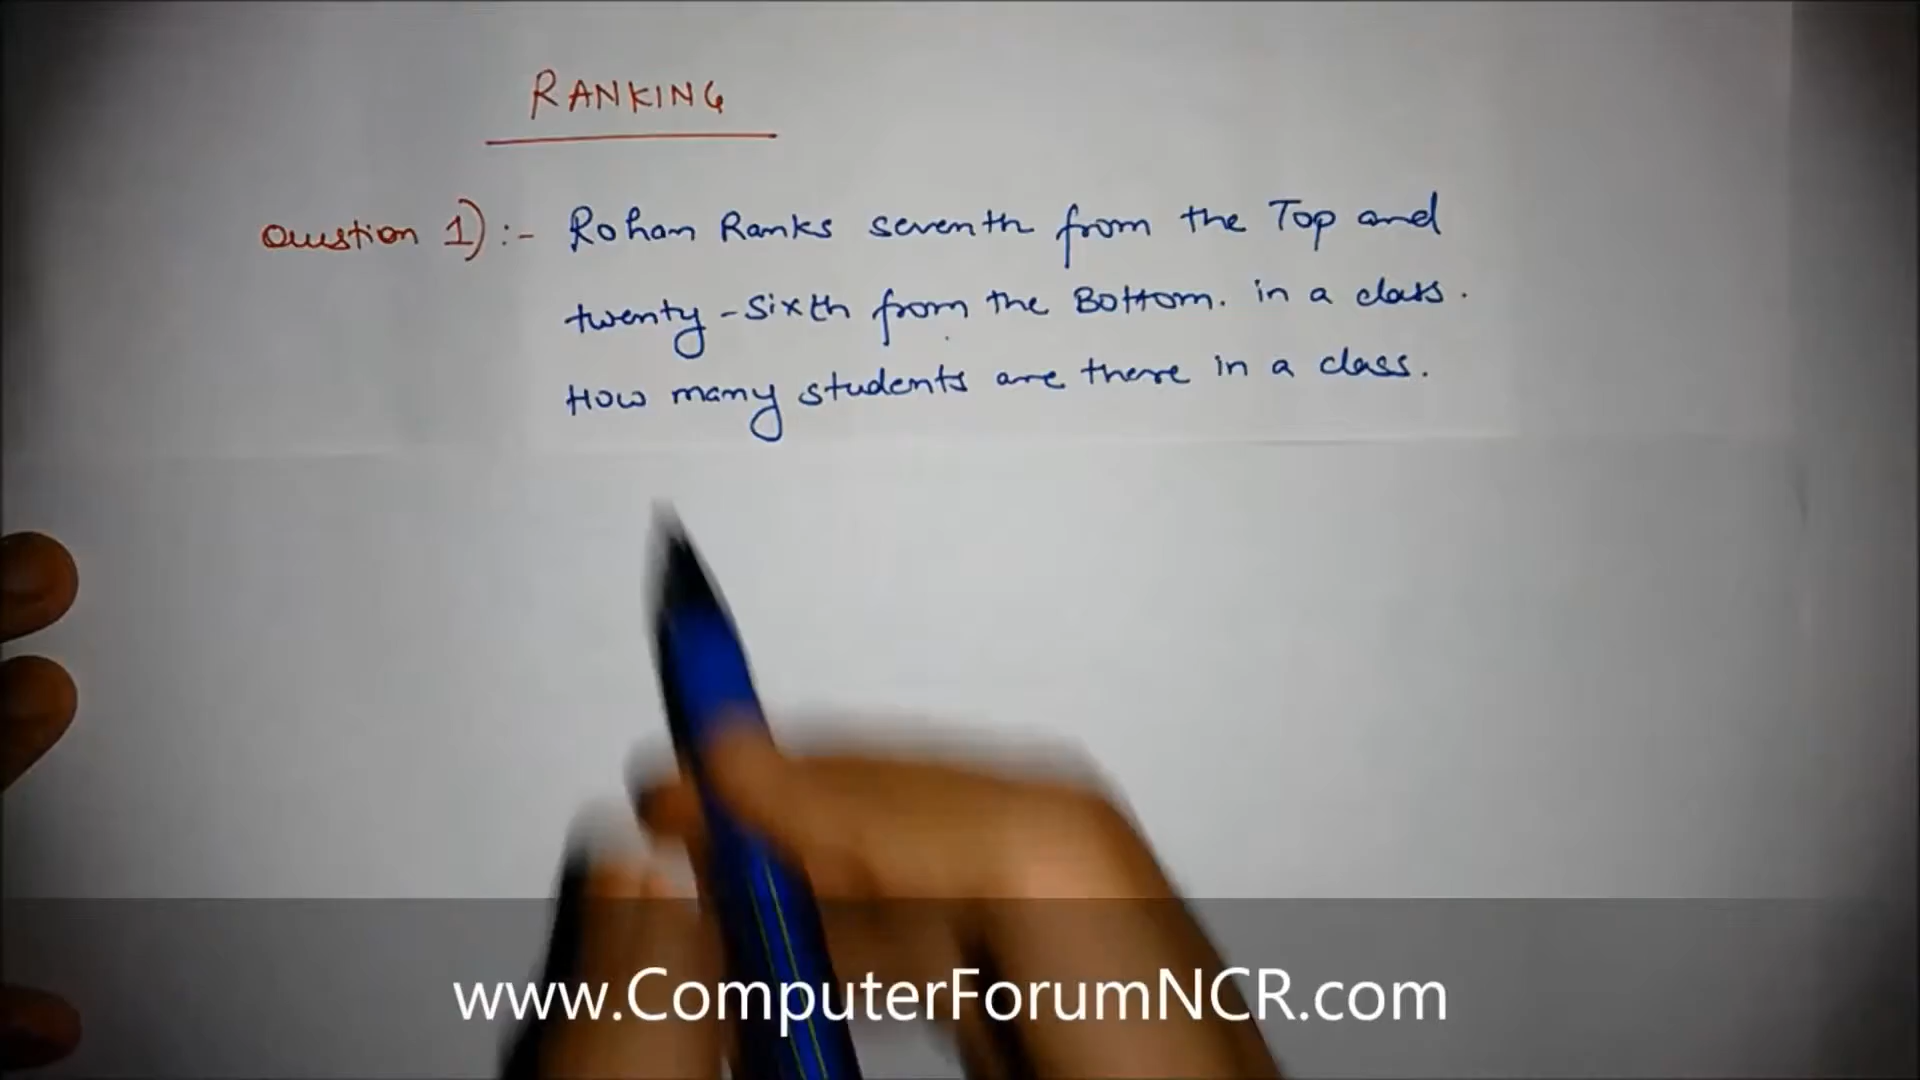 RANKING
Question 1) :- Rohan Ranks seventh from the Top and
twenty-sixth from the Bottom. in a class.
How many students are there in a class.
www.ComputerForumNCR.com